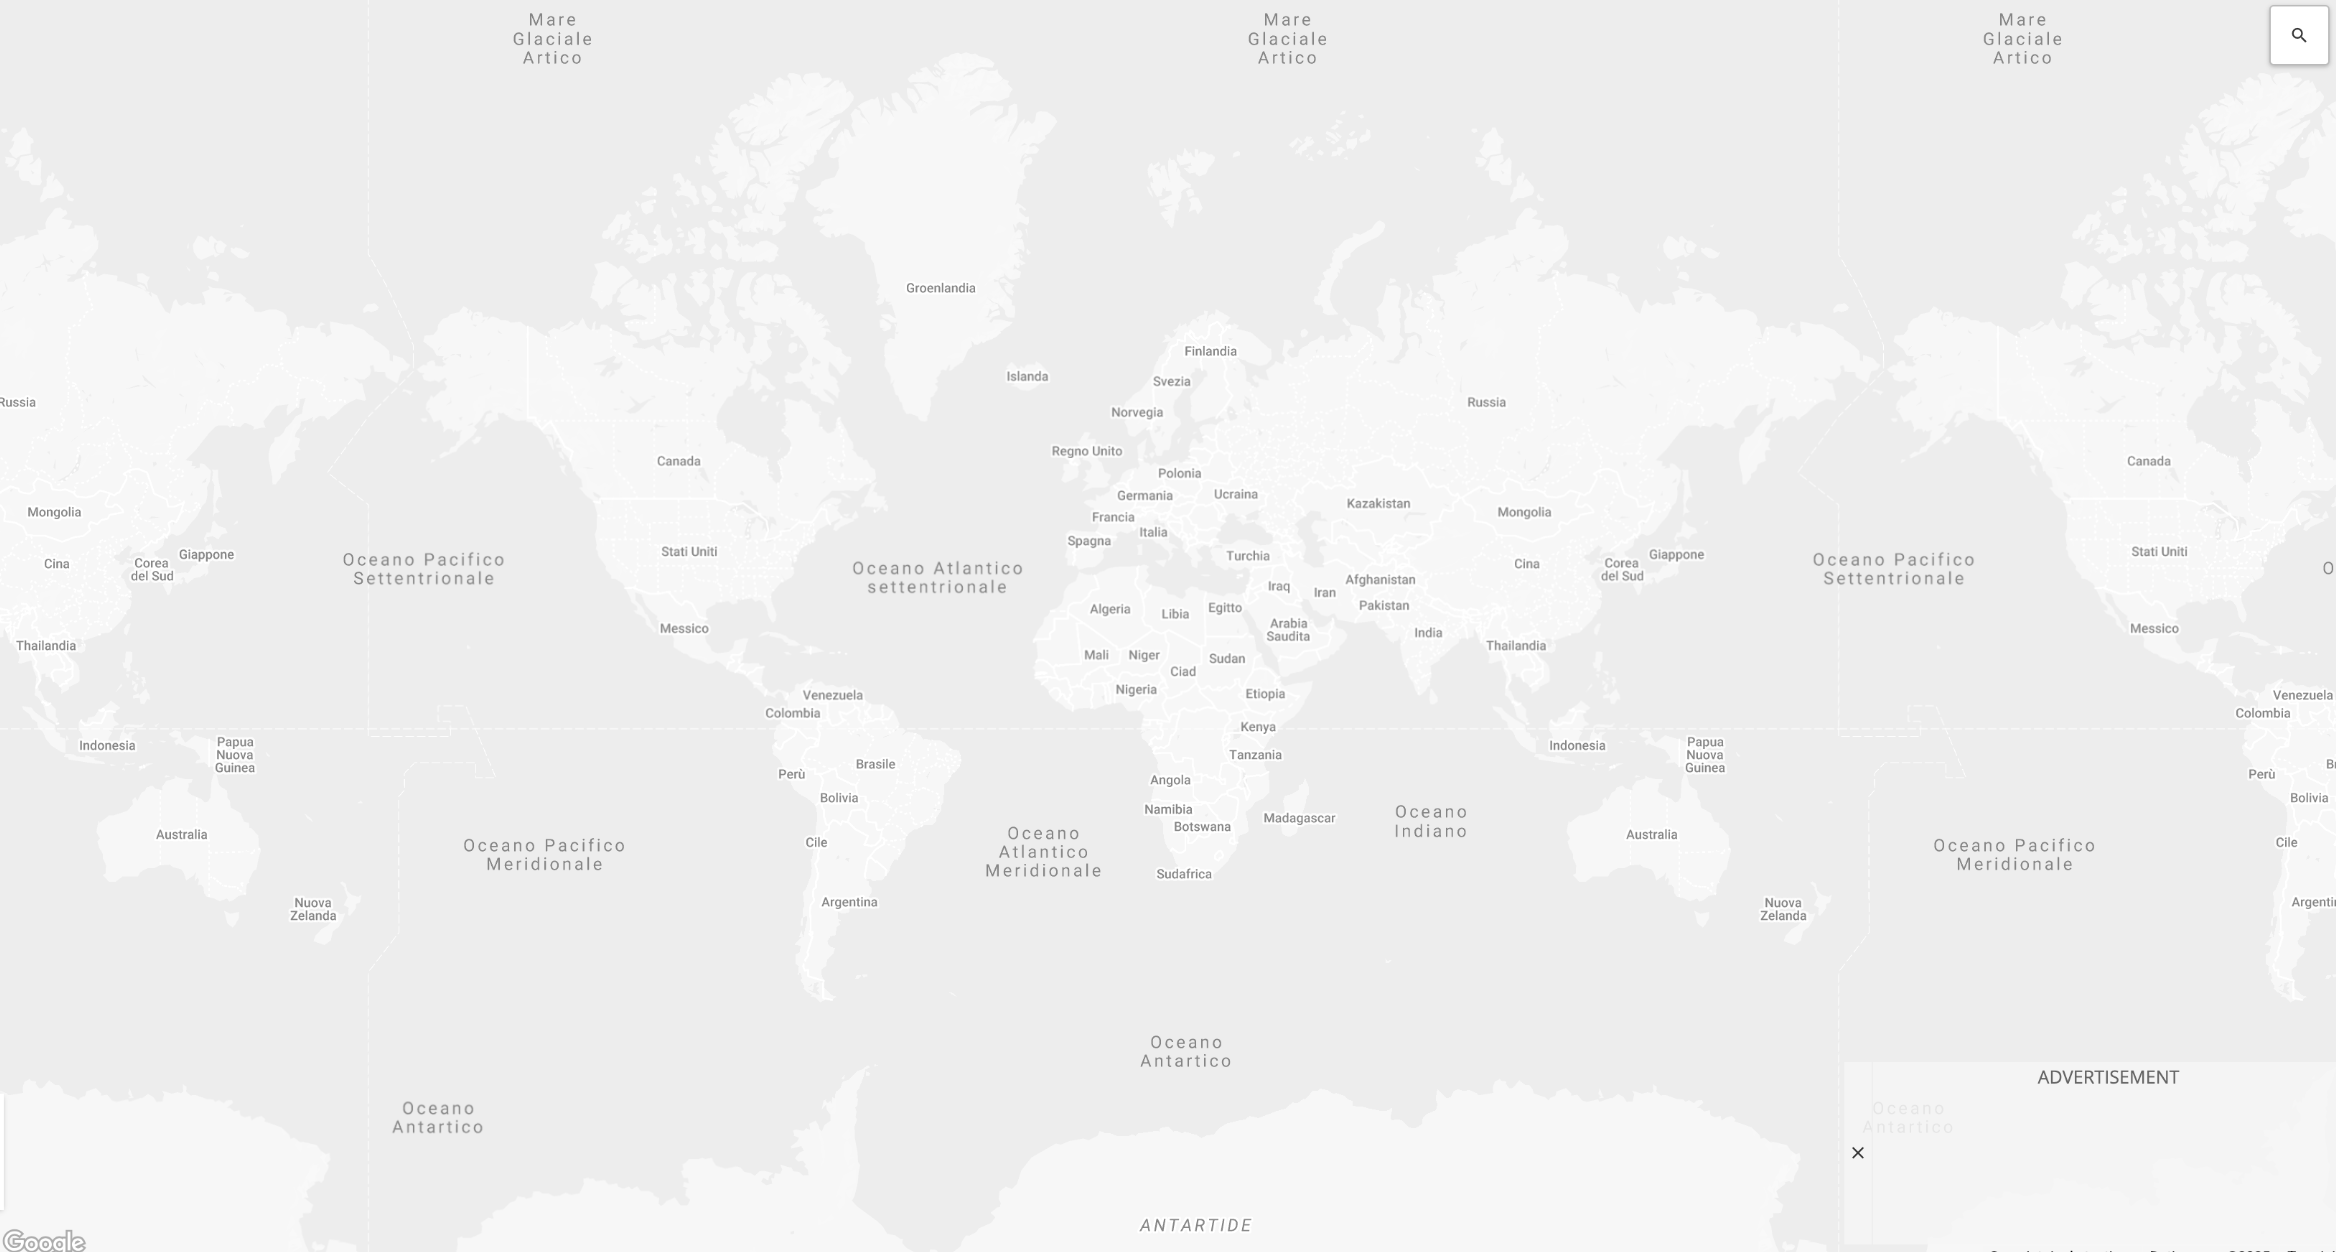 Mare
Glaciale
Artico
Mare
Glaciale
Artico
Mare
Glaciale
Artico
Groenlandia
Finlandia
Islanda
Svezia
Russia
Russia
Norvegia
Regno Unito
Canada
Canada
Polonia
Germania
Ucraina
Kazakistan
Mongolia
Mongolia
Francia
Italia
Spagna
Stati Uniti
Stati Uniti
Turchia
Giappone
Giappone
Cina
Cina
Corea
del Sud
Corea
del Sud
Oceano Pacifico
Settentrionale
Oceano Atlantico
settentrionale
Oceano Pacifico
Settentrionale
O
Afghanistan
Iraq
Iran
Pakistan
Algeria
Libia
Egitto
Arabia
Saudita
Messico
Messico
India
Thailandia
Thailandia
Mali
Niger
Sudan
Ciad
Nigeria
Etiopia
Venezuela
Venezuela
Colombia
Colombia
Kenya
Indonesia
Indonesia
Papua
Nuova
Guinea
Papua
Nuova
Guinea
Tanzania
Brasile
B
Perù
Perù
Angola
Bolivia
Bolivia
Namibia
Botswana
Madagascar
Oceano
Indiano
Australia
Australia
Cile
Cile
Oceano Pacifico
Meridionale
Oceano
Atlantico
Meridionale
Oceano Pacifico
Meridionale
Sudafrica
Nuova
Zelanda
Argentina
Nuova
Zelanda
Argenti
Oceano
Antartico
ADVERTISEMENT
Oceano
Antartico
Oceano
Antartico
ANTARTIDE
Google